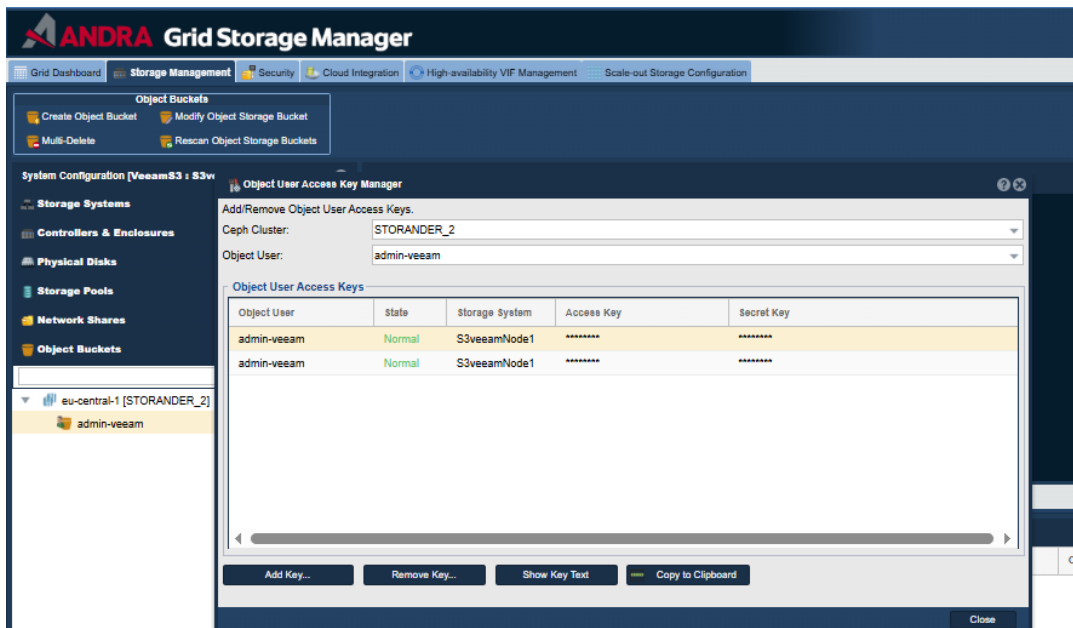 ANDRA Grid Storage Manager
Grid Dashboard Storage Management Security Cloud Integration High-availability VIF Management Scale-out Storage Configuration
Object Buckets
Create Object Bucket Modify Object Storage Bucket
Multi-Delete Rescan Object Storage Buckets
System Configuration [VeeamS3 : S3ve
Storage Systems
Controllers & Enclosures
Physical Disks
Storage Pools
Network Shares
Object Buckets
eu-central-1 [STORANDER_2]
admin-veeam
Object User Access Key Manager
Add/Remove Object User Access Keys.
Ceph Cluster: STORANDER_2
Object User: admin-veeam
Object User Access Keys
Object User State Storage System Access Key Secret Key
admin-veeam Normal S3veeamNode1 ******** ********
admin-veeam Normal S3veeamNode1 ******** ********
Add Key... Remove Key... Show Key Text Copy to Clipboard
Close